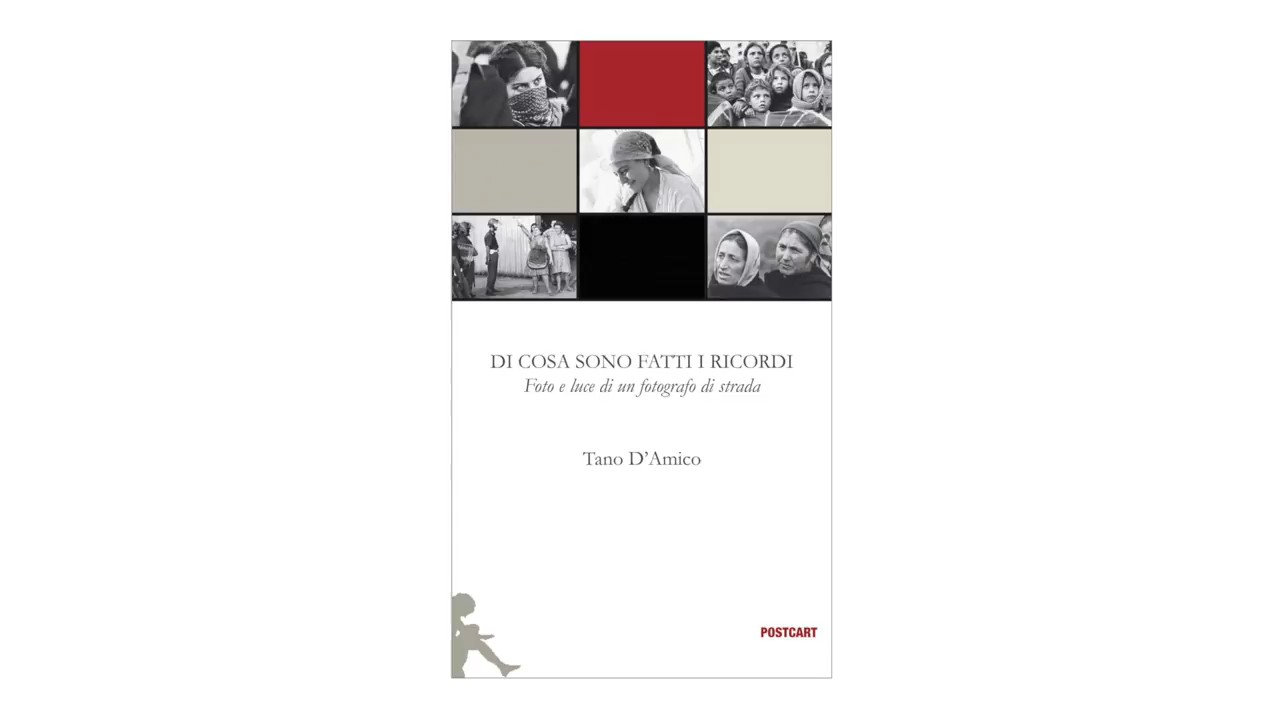 DI COSA SONO FATTI I RICORDI
Foto e luce di un fotografo di strada
Tano D’Amico
POSTCART